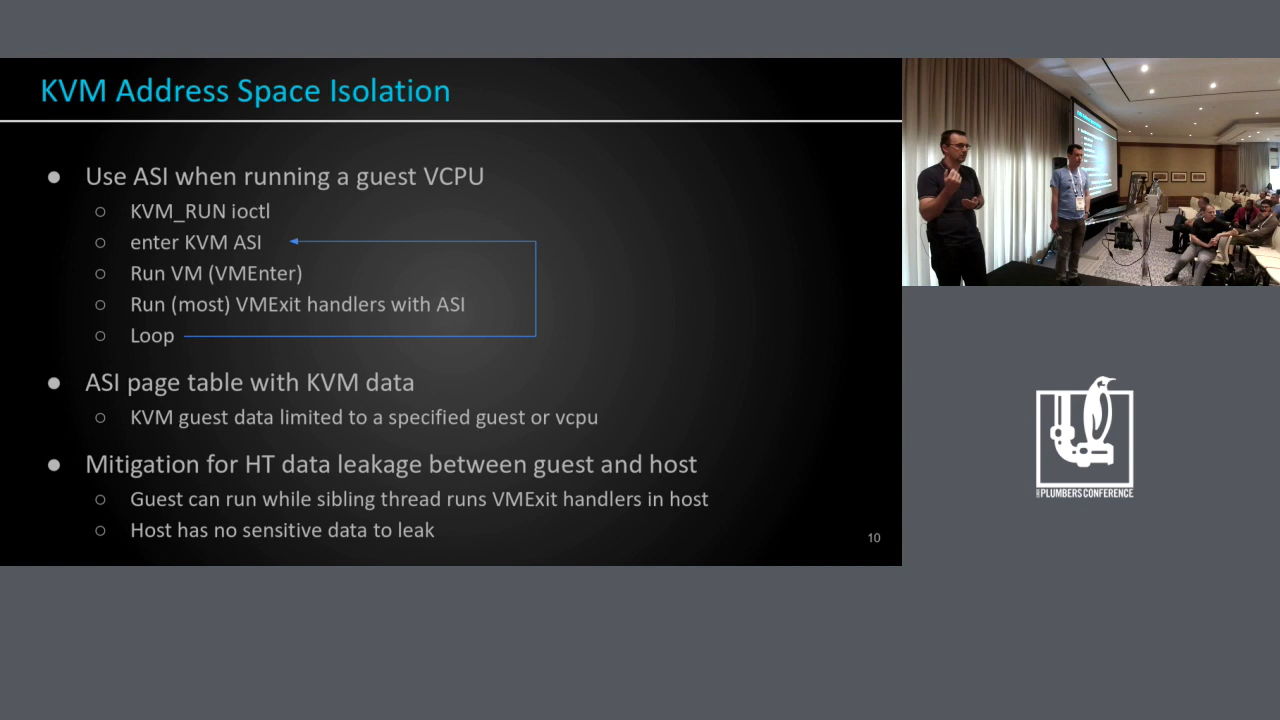 KVM Address Space Isolation
● Use ASI when running a guest VCPU
○ KVM_RUN ioctl
○ enter KVM ASI
○ Run VM (VMEnter)
○ Run (most) VMExit handlers with ASI
○ Loop
● ASI page table with KVM data
○ KVM guest data limited to a specified guest or vcpu
● Mitigation for HT data leakage between guest and host
○ Guest can run while sibling thread runs VMExit handlers in host
○ Host has no sensitive data to leak
10
PLUMBERS CONFERENCE